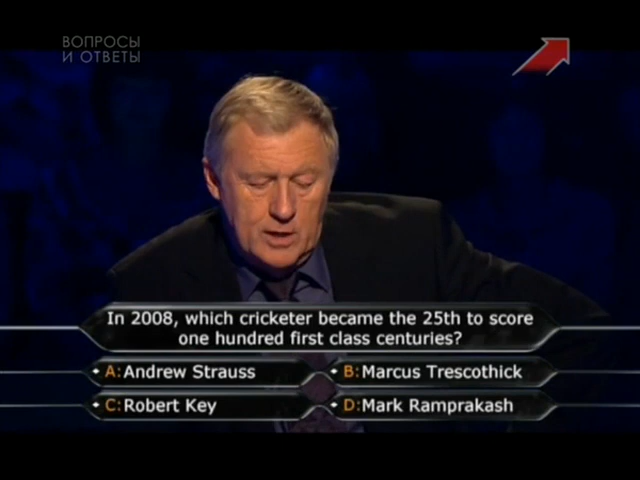 ВОПРОСЫ
И ОТВЕТЫ
In 2008, which cricketer became the 25th to score
one hundred first class centuries?
A: Andrew Strauss
B: Marcus Trescothick
C: Robert Key
D: Mark Ramprakash